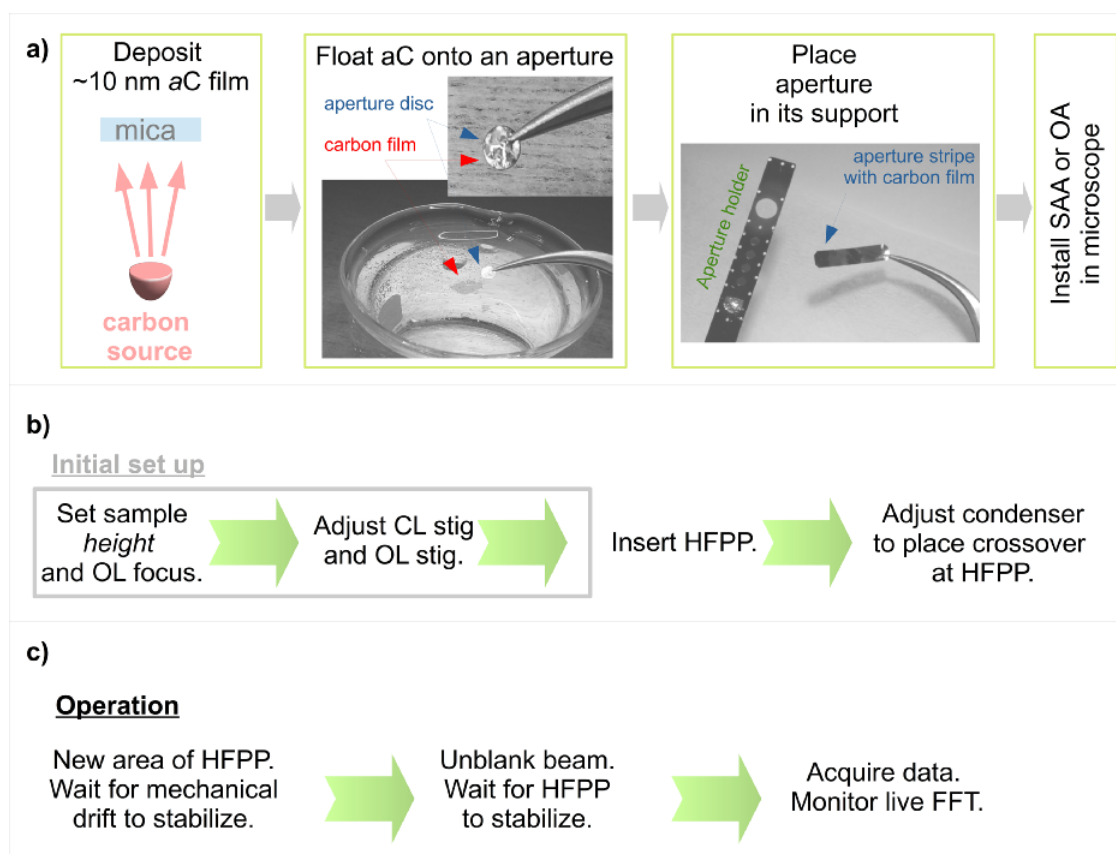 a)
Deposit
~10 nm aC film
mica
carbon
source
Float aC onto an aperture
aperture disc
carbon film
Place
aperture
in its support
Aperture holder
aperture stripe
with carbon film
Install SAA or OA
in microscope
b)
Initial set up
Set sample
height
and OL focus.
Adjust CL stig
and OL stig.
Insert HFPP.
Adjust condenser
to place crossover
at HFPP.
c)
Operation
New area of HFPP.
Wait for mechanical
drift to stabilize.
Unblank beam.
Wait for HFPP
to stabilize.
Acquire data.
Monitor live FFT.